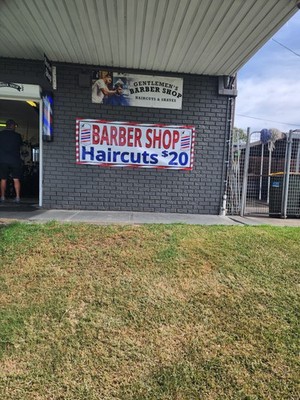 GENTLEMEN'S
BARBER SHOP
HAIRCUTS & SHAVES
BARBER SHOP
Haircuts $20